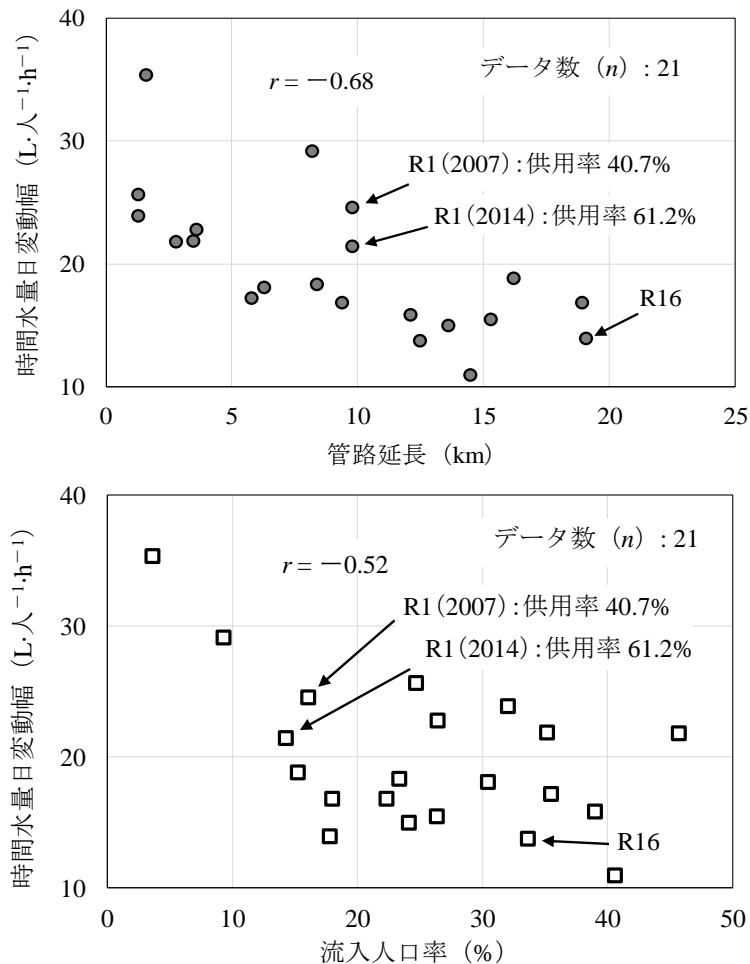 40
データ数（n）: 21
r = －0.68
30
R1（2007）: 供用率 40.7%
R1（2014）: 供用率 61.2%
20
R16
10
0 5 10 15 20 25
管路延長（km）
時間水量日変動幅（L·人⁻¹·h⁻¹）
40
データ数（n）: 21
r = －0.52
R1（2007）: 供用率 40.7%
30
R1（2014）: 供用率 61.2%
20
R16
10
0 10 20 30 40 50
流入人口率（%）
時間水量日変動幅（L·人⁻¹·h⁻¹）